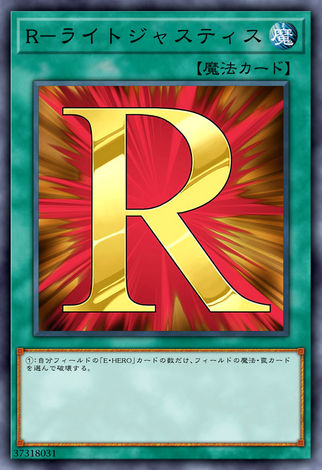 R－ライトジャスティス
魔
【魔法カード】
R
①:自分フィールドの「E・HERO」カードの数だけ、フィールドの魔法・罠カード
を選んで破壊する。
37318031